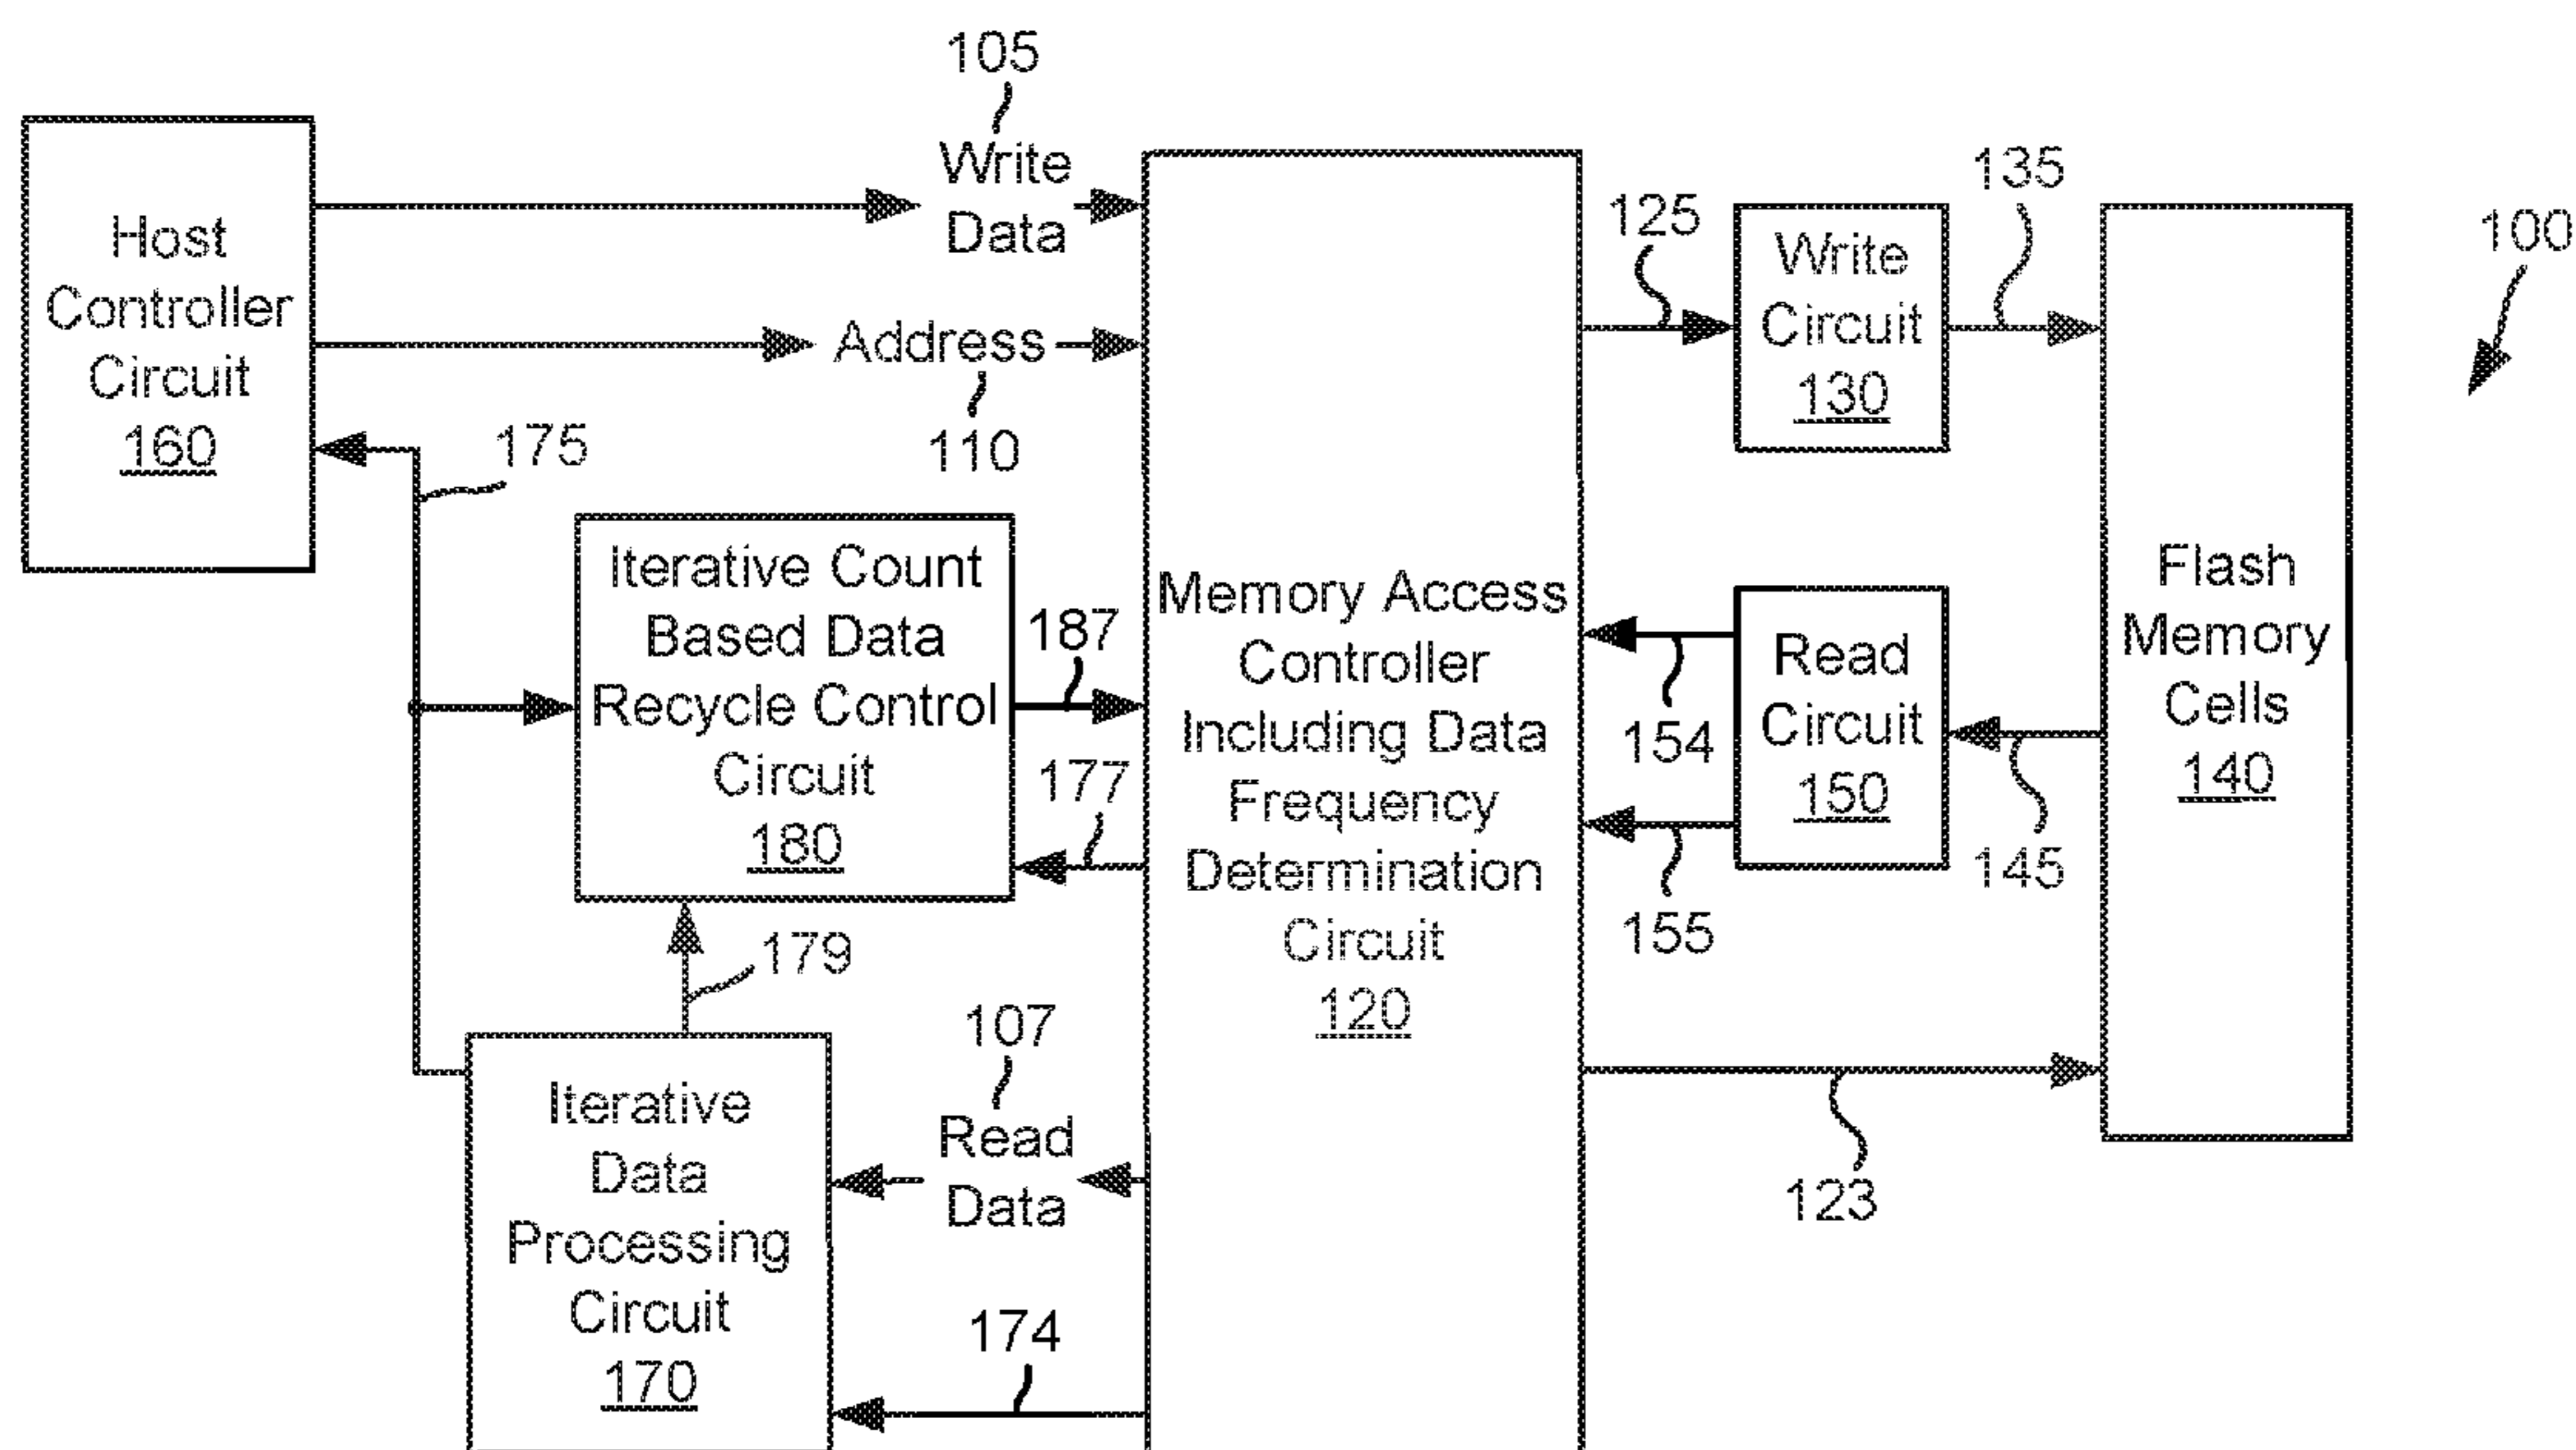 105
Write
Data
Host
Controller
Circuit
160
Address
110
175
125
Write
Circuit
130
135
100
Iterative Count
Based Data
Recycle Control
Circuit
180
187
177
179
Memory Access
Controller
Including Data
Frequency
Determination
Circuit
120
154
155
Read
Circuit
150
145
Flash
Memory
Cells
140
123
107
Read
Data
174
Iterative
Data
Processing
Circuit
170